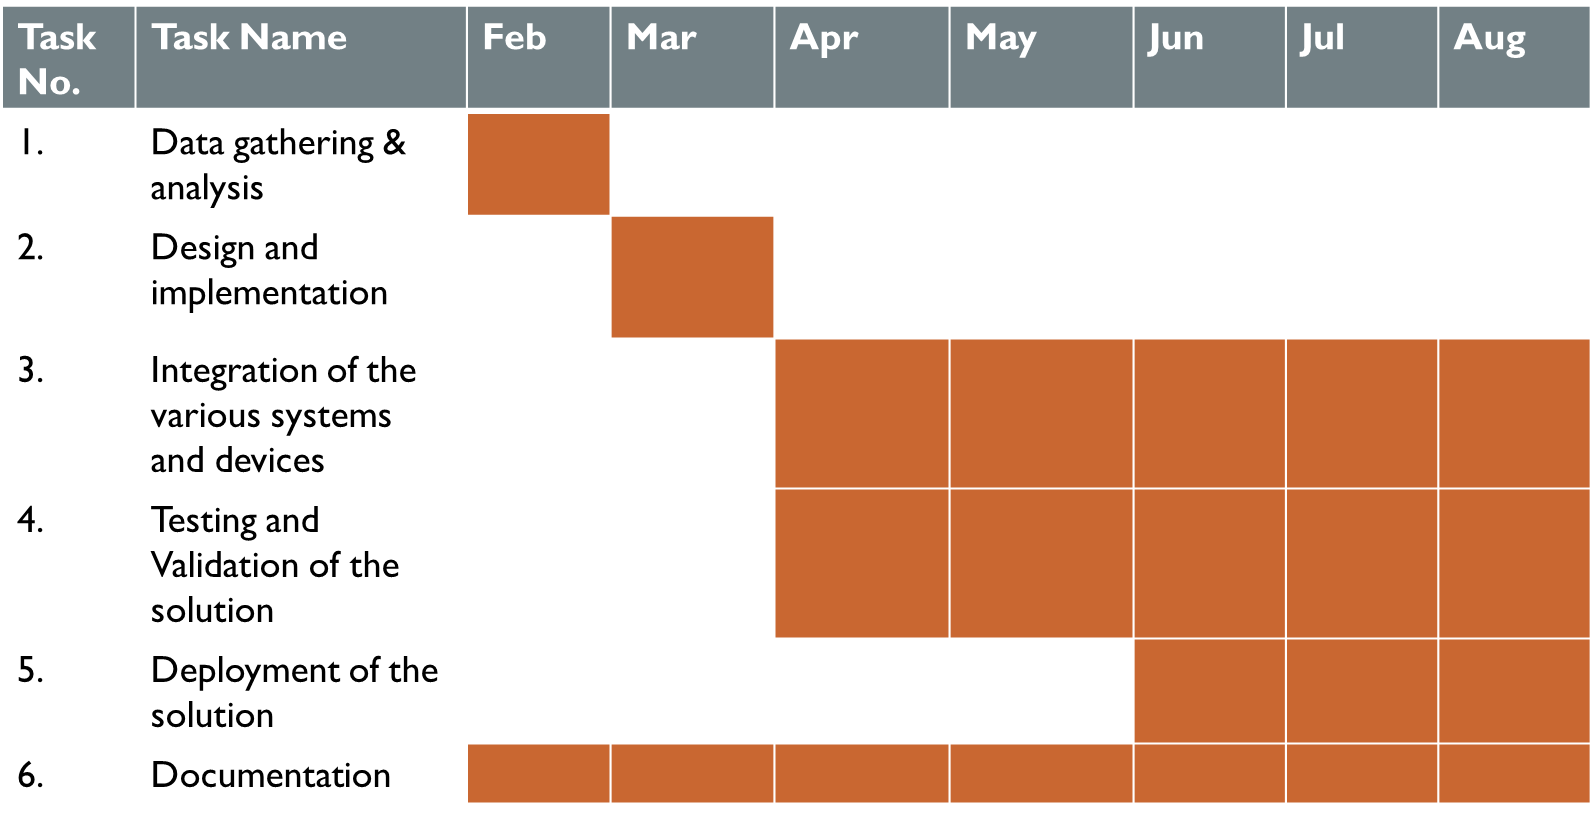 Task No. Task Name Feb Mar Apr May Jun Jul Aug
1. Data gathering &
analysis
2. Design and
implementation
3. Integration of the
various systems
and devices
4. Testing and
Validation of the
solution
5. Deployment of the
solution
6. Documentation